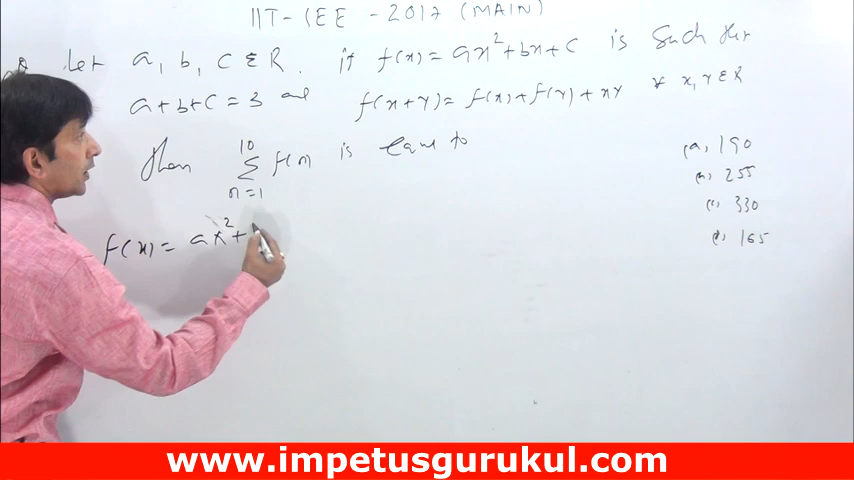 IIT-JEE - 2017 (MAIN)
Let a, b, c ∈ R. if f(x) = ax²+bx+c is such that
a+b+c = 3 and f(x+y) = f(x)+f(y)+xy ∀ x, y ∈ R
then 10
∑ f(n) is equal to
n=1
(a) 190
(b) 255
(c) 330
(d) 165
f(x) = ax²+
www.impetusgurukul.com